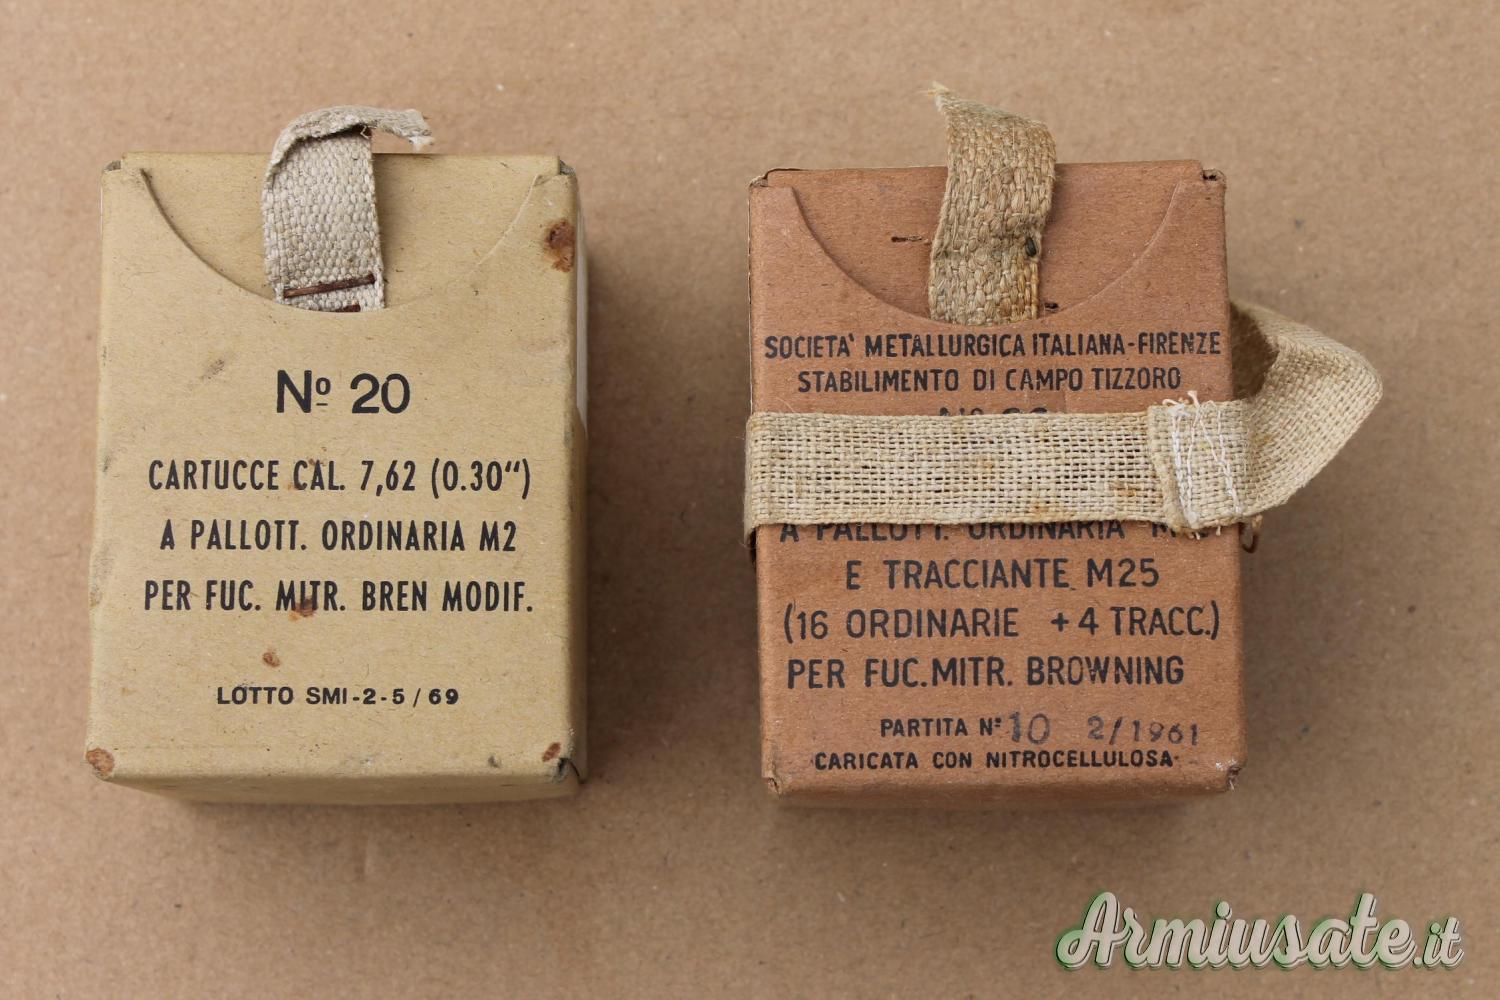 Nº 20
CARTUCCE CAL. 7,62 (0.30“)
A PALLOTT. ORDINARIA M2
PER FUC. MITR. BREN MODIF.
LOTTO SMI-2-5/69
SOCIETA' METALLURGICA ITALIANA-FIRENZE
STABILIMENTO DI CAMPO TIZZORO
A PALLOTT. ORDINARIA
E TRACCIANTE M25
(16 ORDINARIE + 4 TRACC.)
PER FUC. MITR. BROWNING
PARTITA Nº 10 2/1961
CARICATA CON NITROCELLULOSA
Armiusate.it